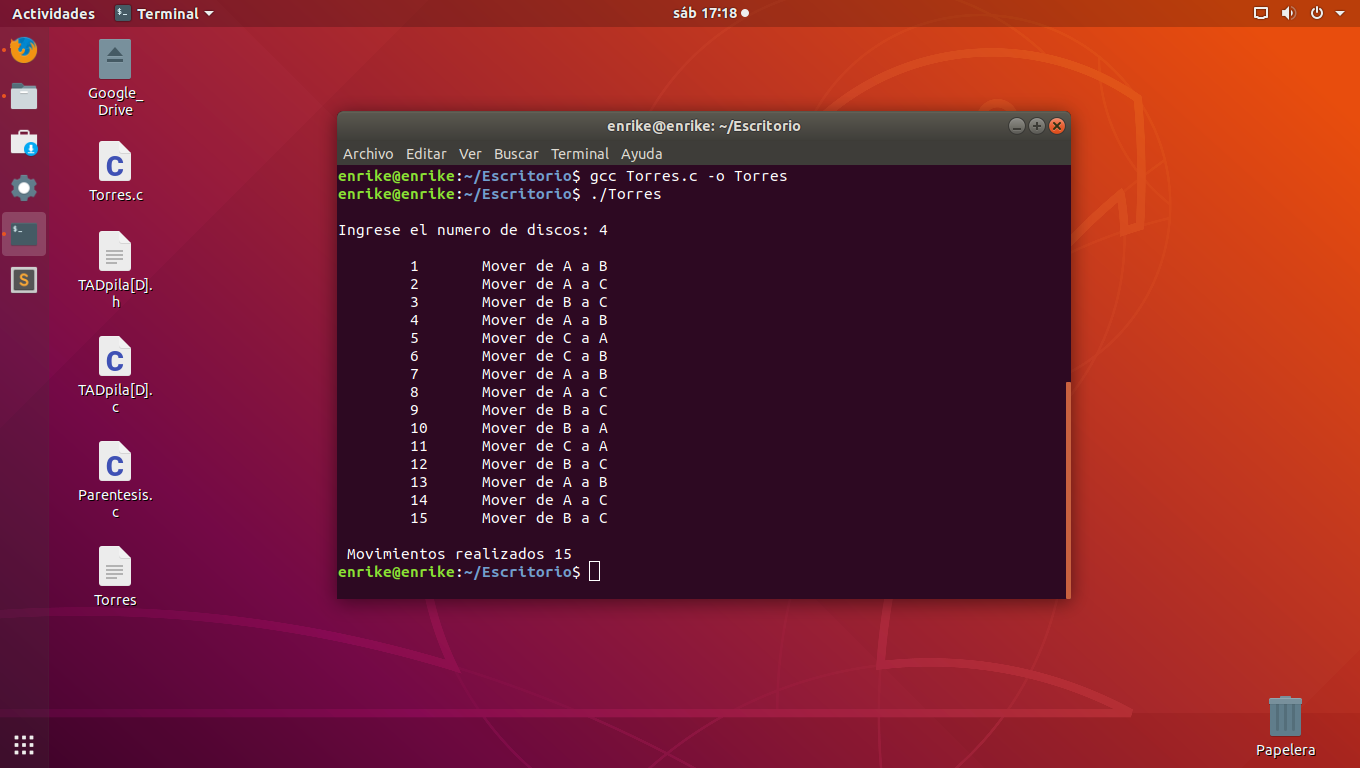 Actividades
Terminal
sáb 17:18
Google_
Drive
Torres.c
TADpila[D].
h
TADpila[D].
c
Parentesis.
c
Torres
enrike@enrike: ~/Escritorio
Archivo Editar Ver Buscar Terminal Ayuda
enrike@enrike:~/Escritorio$ gcc Torres.c -o Torres
enrike@enrike:~/Escritorio$ ./Torres
Ingrese el numero de discos: 4
1 Mover de A a B
2 Mover de A a C
3 Mover de B a C
4 Mover de A a B
5 Mover de C a A
6 Mover de C a B
7 Mover de A a B
8 Mover de A a C
9 Mover de B a C
10 Mover de B a A
11 Mover de C a A
12 Mover de B a C
13 Mover de A a B
14 Mover de A a C
15 Mover de B a C
Movimientos realizados 15
enrike@enrike:~/Escritorio$
Papelera